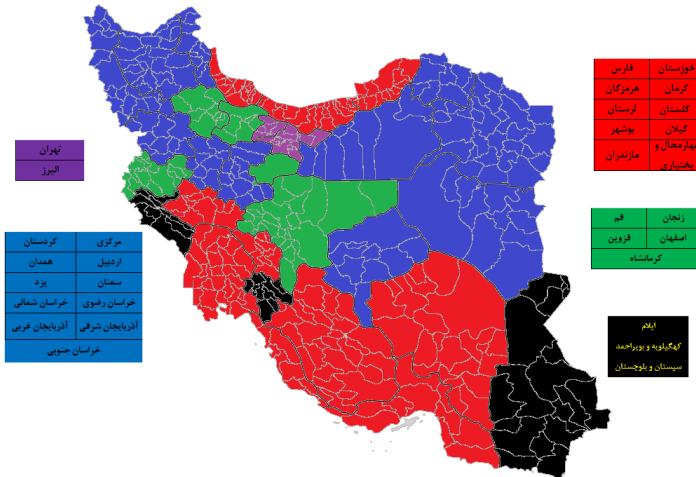 خوزستان فارس
کرمان هرمزگان
گلستان لرستان
گیلان بوشهر
چهارمحال و بختیاری مازندران
تهران
البرز
زنجان قم
اصفهان قزوین
کرمانشاه
مرکزی کردستان
اردبیل همدان
سمنان یزد
خراسان رضوی خراسان شمالی
آذربایجان شرقی آذربایجان غربی
خراسان جنوبی
ایلام
کهگیلویه و بویراحمد
سیستان و بلوچستان